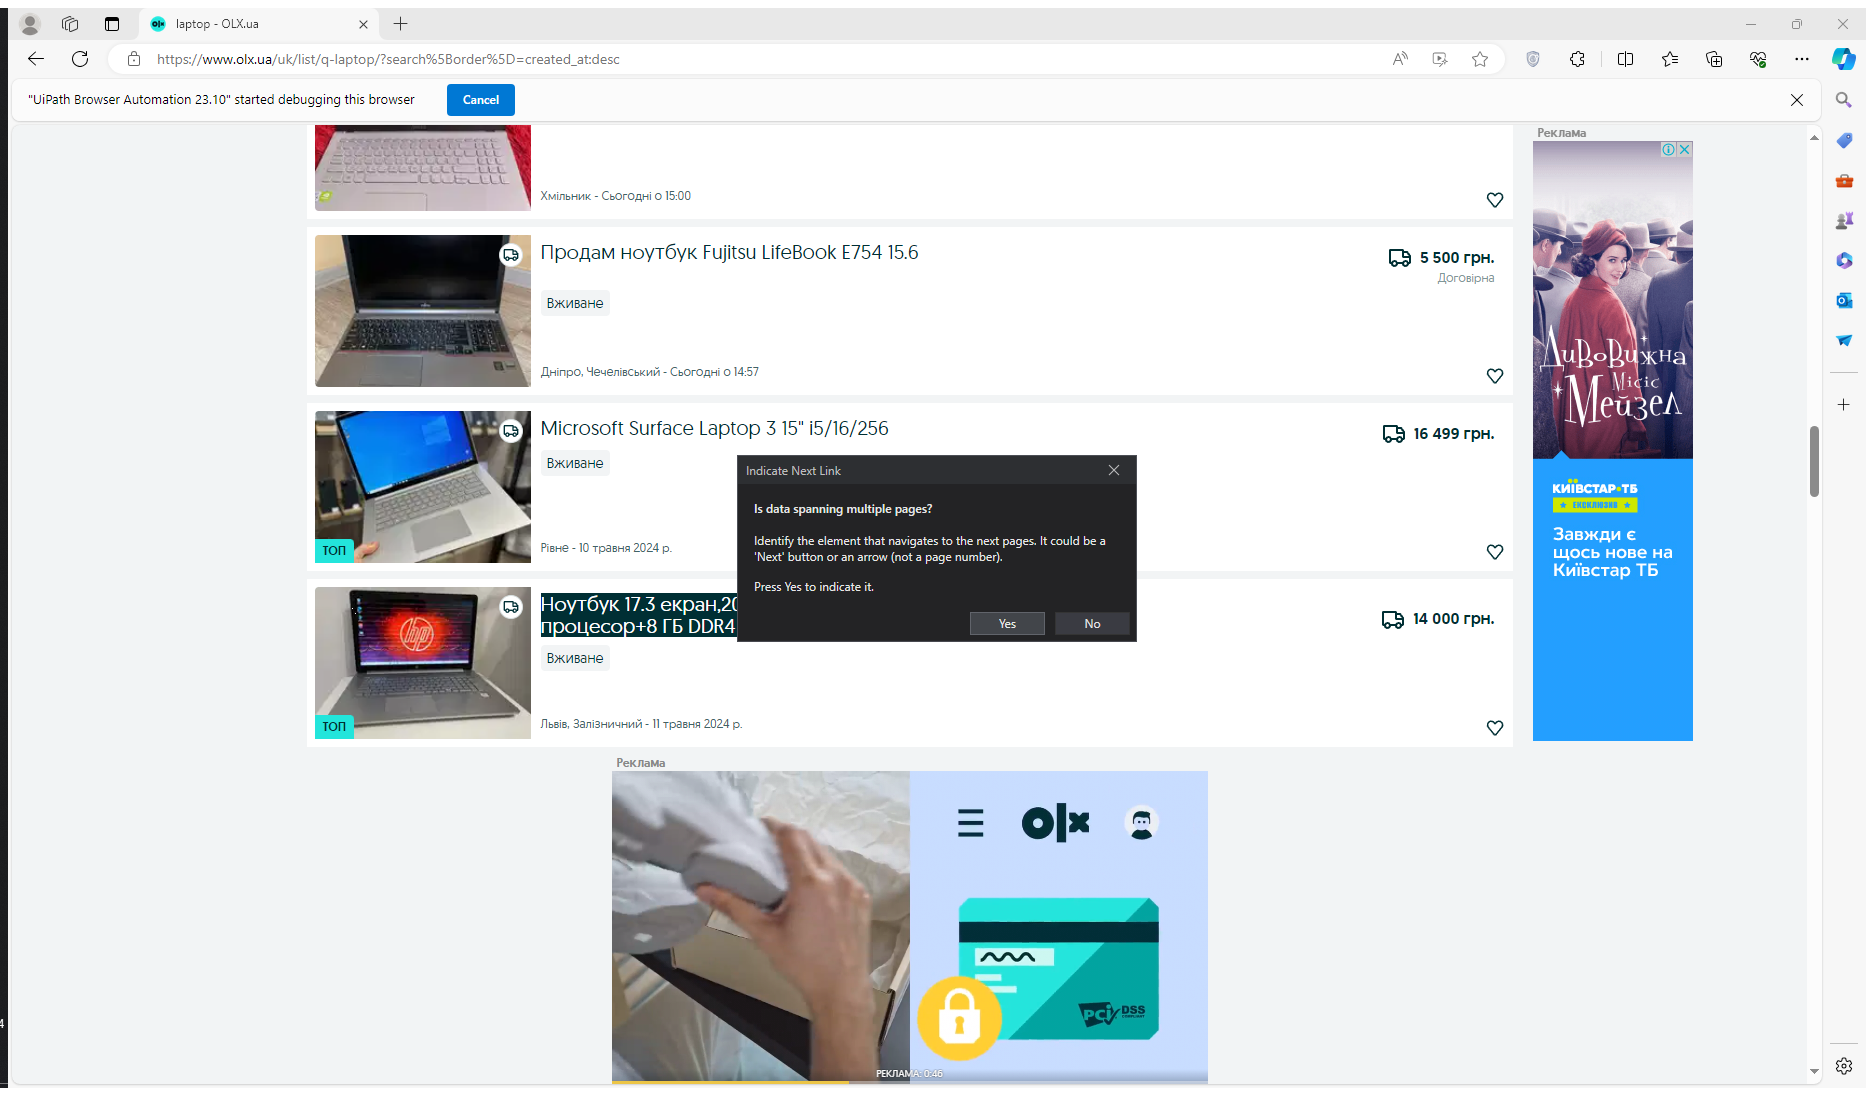 laptop - OLX.ua
https://www.olx.ua/uk/list/q-laptop/?search%5Border%5D=created_at:desc
"UiPath Browser Automation 23.10" started debugging this browser
Cancel
Хмільник - Сьогодні о 15:00
Продам ноутбук Fujitsu LifeBook E754 15.6
5 500 грн.
Договірна
Вживане
Дніпро, Чечелівський - Сьогодні о 14:57
Microsoft Surface Laptop 3 15" i5/16/256
16 499 грн.
Вживане
ТОП
Рівне - 10 травня 2024 р.
Indicate Next Link
Is data spanning multiple pages?
Identify the element that navigates to the next pages. It could be a
'Next' button or an arrow (not a page number).
Press Yes to indicate it.
Yes
No
Ноутбук 17.3 екран,20
процесор+8 ГБ DDR4
14 000 грн.
Вживане
ТОП
Львів, Залізничний - 11 травня 2024 р.
Реклама
ДиВоВижна
Місіс
Мейзел
КИЇВСТАР ТБ
ЕКСКЛЮЗИВ
Завжди є
щось нове на
Київстар ТБ
Реклама
olx
PCI DSS
COMPLIANT
РЕКЛАМА: 0:46
4